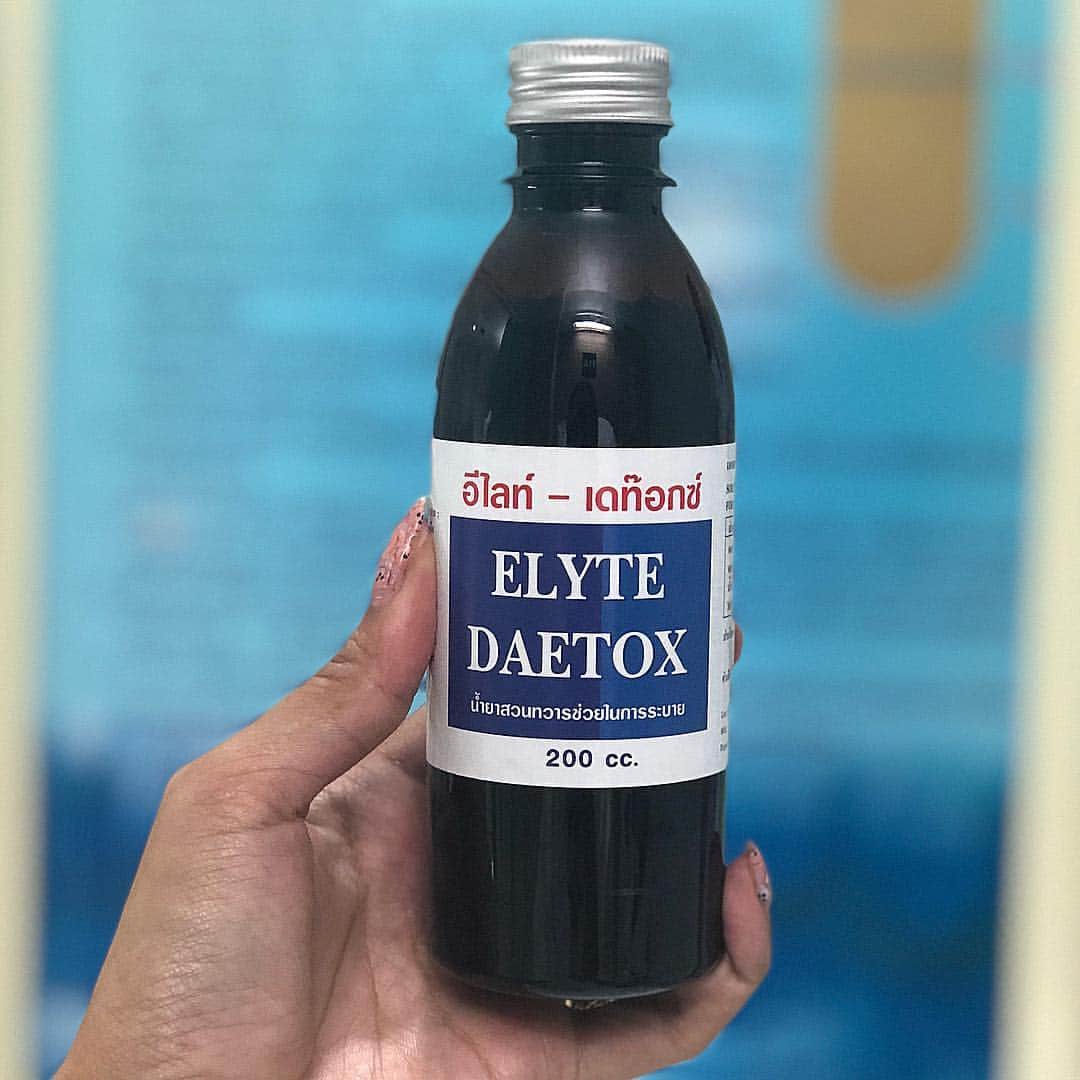 อีไลท์ – เดท๊อกซ์
ELYTE
DAETOX
น้ำยาสวนทวารช่วยในการระบาย
200 cc.